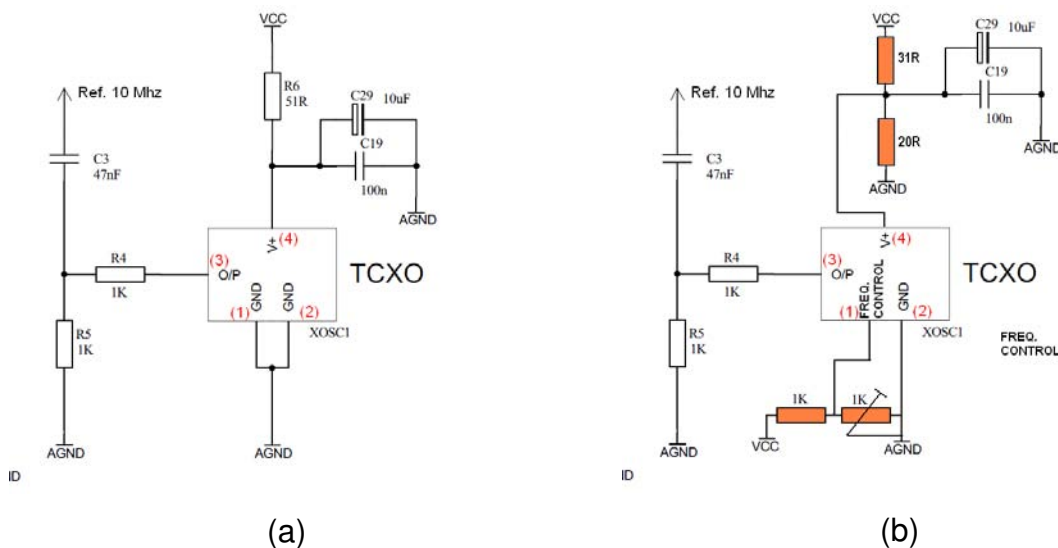 VCC
R6
51R
Ref. 10 Mhz
C29
10uF
C19
100n
C3
47nF
AGND
V+
(4)
(3)
O/P
TCXO
R4
1K
GND
GND
(1)
(2)
XOSC1
R5
1K
AGND
AGND
ID
(a)
VCC
31R
C29
10uF
C19
100n
Ref. 10 Mhz
20R
AGND
AGND
C3
47nF
V+
(4)
(3)
O/P
TCXO
R4
1K
FREQ.
CONTROL
GND
(1)
(2)
XOSC1
FREQ.
CONTROL
R5
1K
1K
1K
VCC
AGND
AGND
ID
(b)